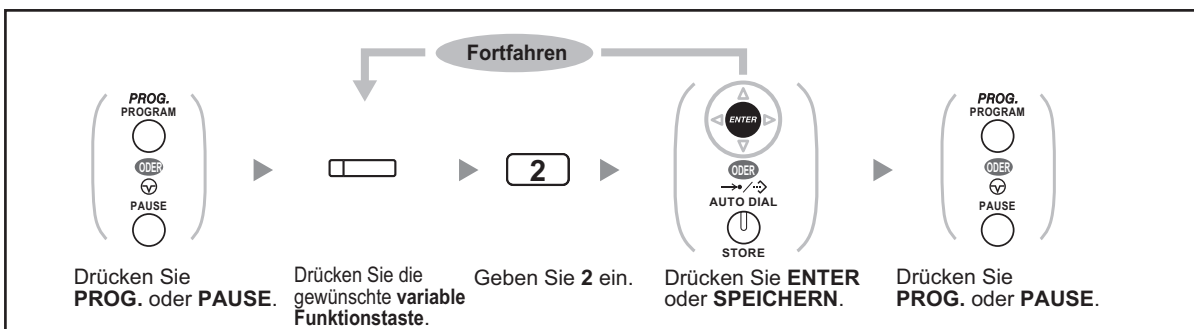 Fortfahren
PROG.
PROGRAM
ODER
PAUSE
2
ENTER
ODER
AUTO DIAL
STORE
PROG.
PROGRAM
ODER
PAUSE
Drücken Sie
PROG. oder PAUSE.
Drücken Sie die
gewünschte variable
Funktionstaste.
Geben Sie 2 ein.
Drücken Sie ENTER
oder SPEICHERN.
Drücken Sie
PROG. oder PAUSE.